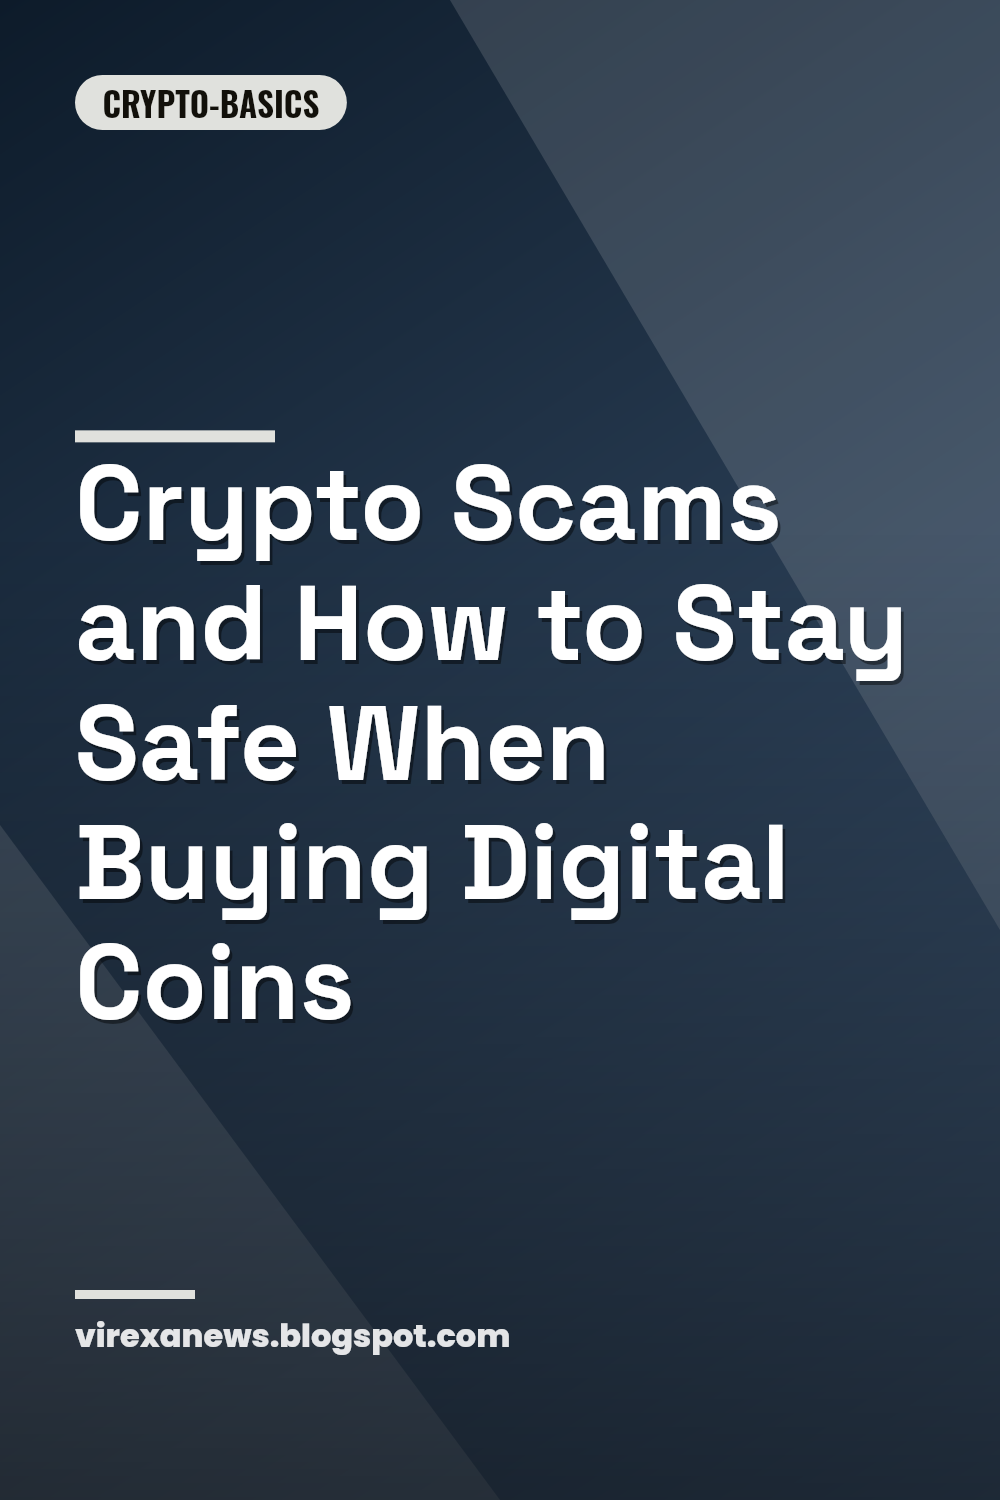 CRYPTO-BASICS
Crypto Scams
and How to Stay
Safe When
Buying Digital
Coins
virexanews.blogspot.com